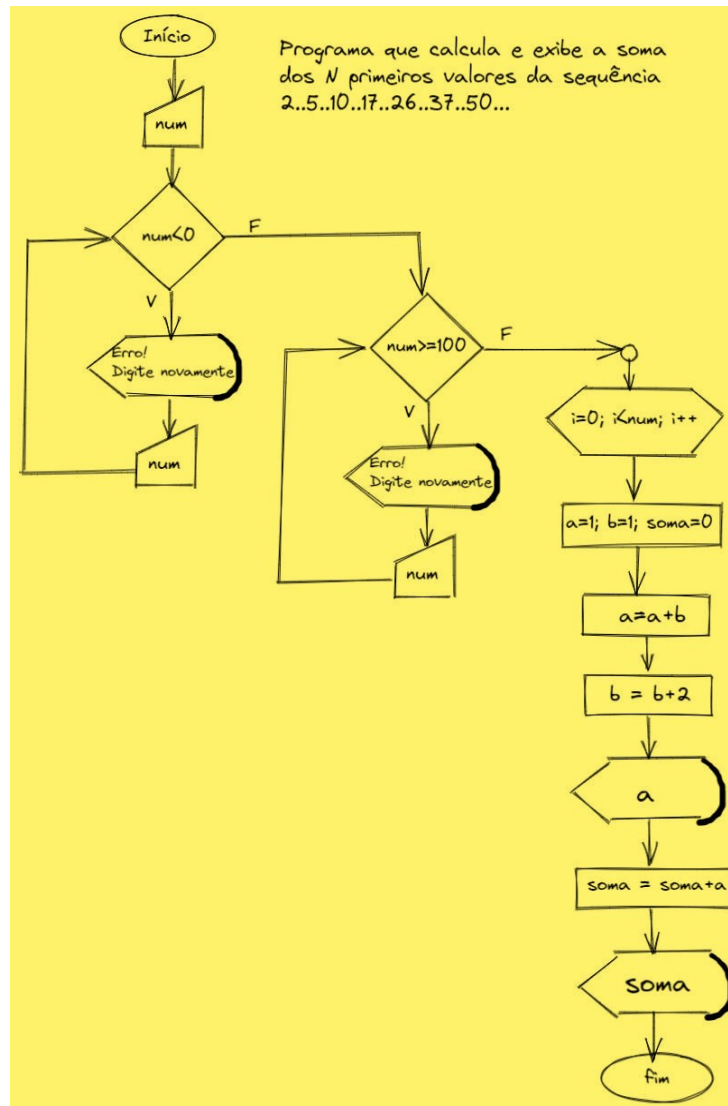 Início
Programa que calcula e exibe a soma
dos N primeiros valores da sequência
2..5..10..17..26..37..50...
num
num<0
F
V
Erro!
Digite novamente
num
num>=100
F
V
Erro!
Digite novamente
num
i=0; i<num; i++
a=1; b=1; soma=0
a=a+b
b = b+2
a
soma = soma+a
soma
fim